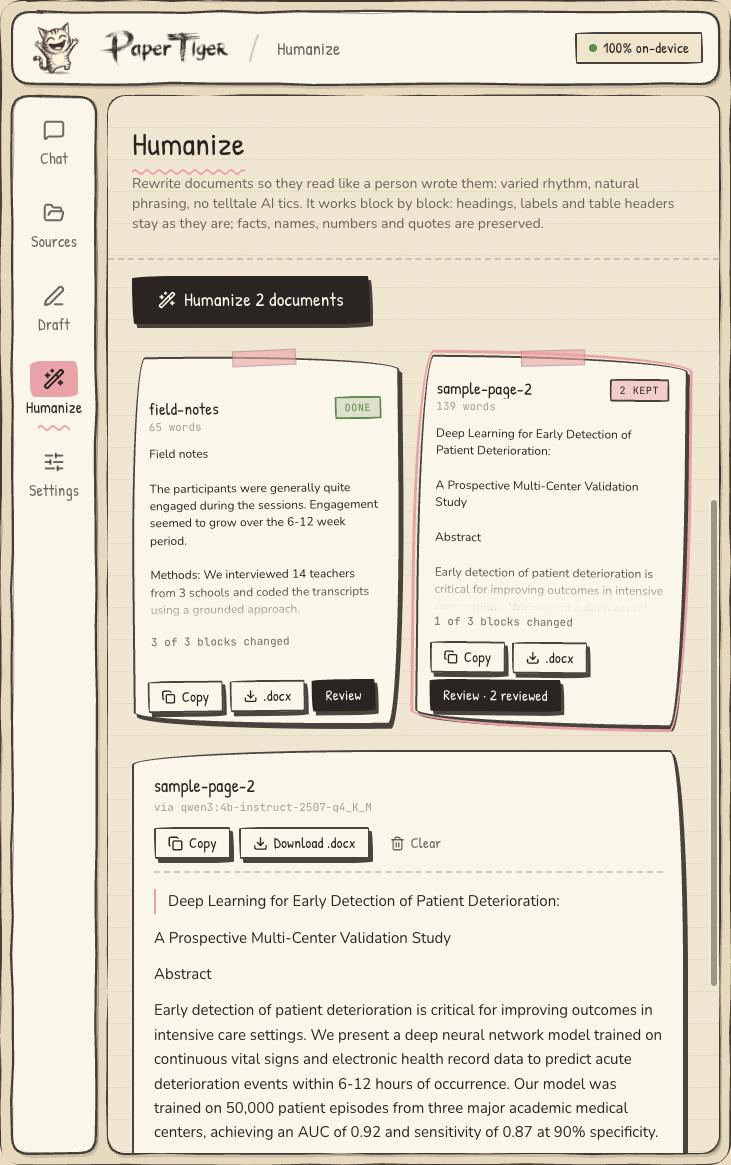 Paper Tiger / Humanize
100% on-device
Chat
Sources
Draft
Humanize
Settings
Humanize
Rewrite documents so they read like a person wrote them: varied rhythm, natural
phrasing, no telltale AI tics. It works block by block: headings, labels and table headers
stay as they are; facts, names, numbers and quotes are preserved.
Humanize 2 documents
field-notes
DONE
65 words
Field notes
The participants were generally quite
engaged during the sessions. Engagement
seemed to grow over the 6-12 week
period.
Methods: We interviewed 14 teachers
from 3 schools and coded the transcripts
using a grounded approach.
3 of 3 blocks changed
Copy
.docx
Review
sample-page-2
2 KEPT
139 words
Deep Learning for Early Detection of
Patient Deterioration:
A Prospective Multi-Center Validation
Study
Abstract
Early detection of patient deterioration is
critical for improving outcomes in intensive
care settings. We present a deep neural
1 of 3 blocks changed
Copy
.docx
Review · 2 reviewed
sample-page-2
via qwen3:4b-instruct-2507-q4_K_M
Copy
Download .docx
Clear
Deep Learning for Early Detection of Patient Deterioration:
A Prospective Multi-Center Validation Study
Abstract
Early detection of patient deterioration is critical for improving outcomes in
intensive care settings. We present a deep neural network model trained on
continuous vital signs and electronic health record data to predict acute
deterioration events within 6-12 hours of occurrence. Our model was
trained on 50,000 patient episodes from three major academic medical
centers, achieving an AUC of 0.92 and sensitivity of 0.87 at 90% specificity.